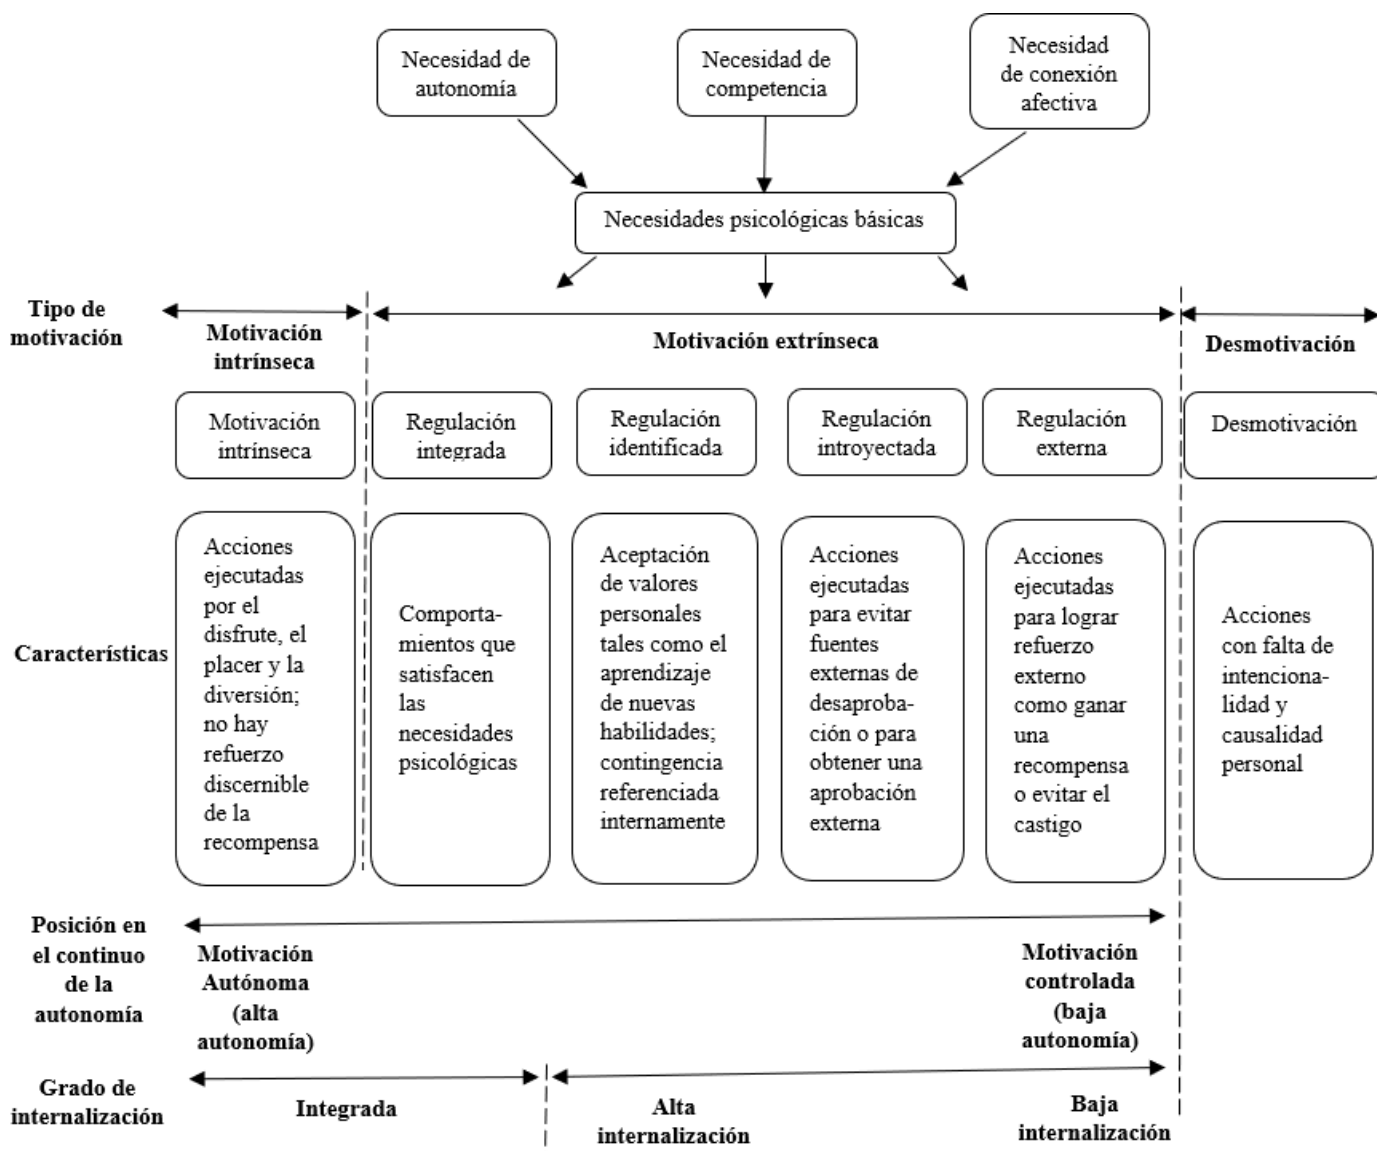 Necesidad de
autonomía
Necesidad de
competencia
Necesidad
de conexión
afectiva
Necesidades psicológicas básicas
Tipo de
motivación
Motivación
intrínseca
Motivación extrínseca
Desmotivación
Motivación
intrínseca
Regulación
integrada
Regulación
identificada
Regulación
introyectada
Regulación
externa
Desmotivación
Característícas
Acciones
ejecutadas
por el
disfrute, el
placer y la
diversión;
no hay
refuerzo
discernible
de la
recompensa
Comporta-
mientos que
satisfacen
las
necesidades
psicológicas
Aceptación
de valores
personales
tales como el
aprendizaje
de nuevas
habilidades;
contingencia
referenciada
internamente
Acciones
ejecutadas
para evitar
fuentes
externas de
desaproba-
ción o para
obtener una
aprobación
externa
Acciones
ejecutadas
para lograr
refuerzo
externo
como ganar
una
recompensa
o evitar el
castigo
Acciones
con falta de
intenciona-
lidad y
causalidad
personal
Posición en
el continuo
de la
autonomía
Motivación
Autónoma
(alta
autonomía)
Motivación
controlada
(baja
autonomía)
Grado de
internalización
Integrada
Alta
internalización
Baja
internalización